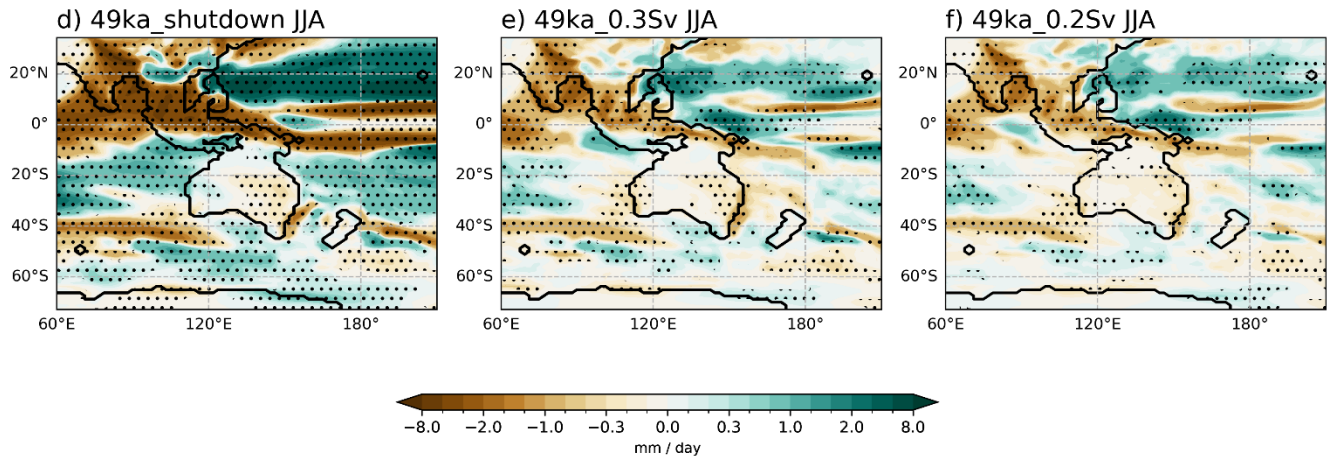 d) 49ka_shutdown JJA
e) 49ka_0.3Sv JJA
f) 49ka_0.2Sv JJA
20°N
0°
20°S
40°S
60°S
60°E
120°E
180°
20°N
0°
20°S
40°S
60°S
60°E
120°E
180°
20°N
0°
20°S
40°S
60°S
60°E
120°E
180°
−8.0 −2.0 −1.0 −0.3 0.0 0.3 1.0 2.0 8.0
mm / day